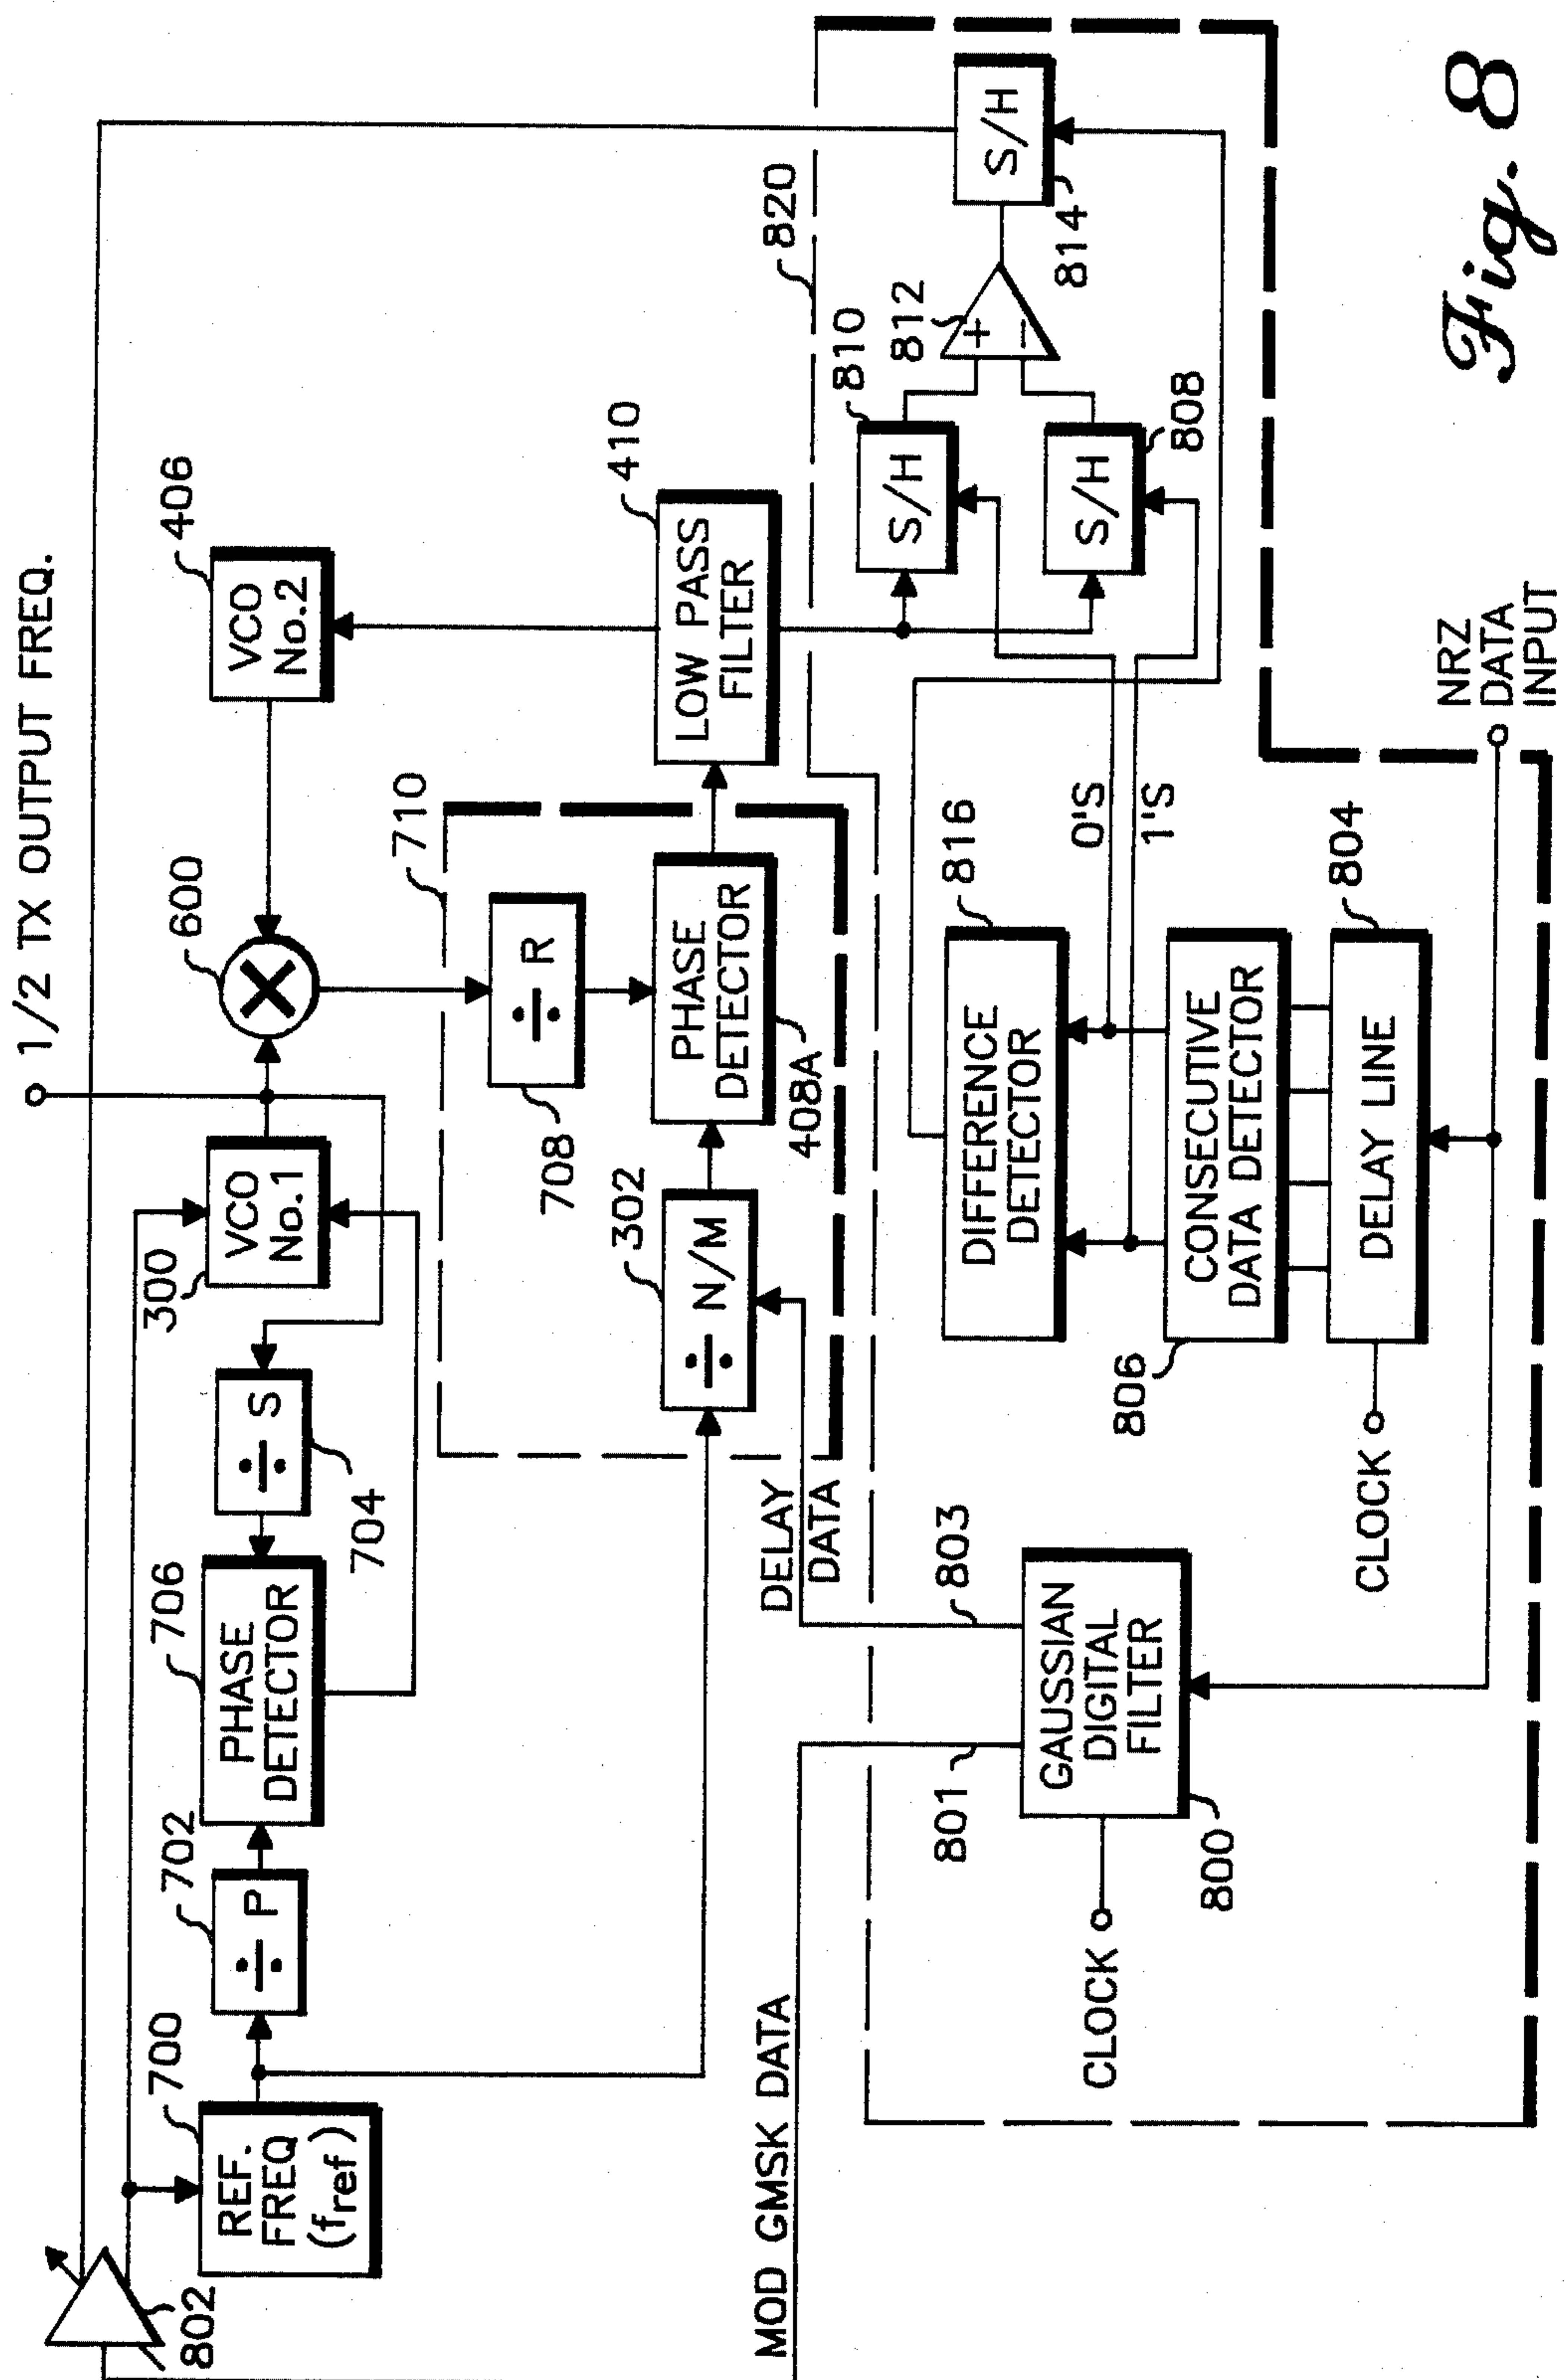 1/2 TX OUTPUT FREQ.
802
700
REF.
FREQ
(fref)
702
÷ P
706
PHASE
DETECTOR
704
÷ S
300
VCO
No.1
600
406
VCO
No.2
710
708
÷ R
302
÷ N/M
408A
PHASE
DETECTOR
410
LOW PASS
FILTER
820
810
S/H
812
+
−
808
S/H
814
S/H
MOD GMSK DATA
DELAY
DATA
801
803
GAUSSIAN
DIGITAL
FILTER
800
CLOCK
816
DIFFERENCE
DETECTOR
0'S
1'S
806
CONSECUTIVE
DATA DETECTOR
804
DELAY LINE
CLOCK
NRZ
DATA
INPUT
Fig. 8